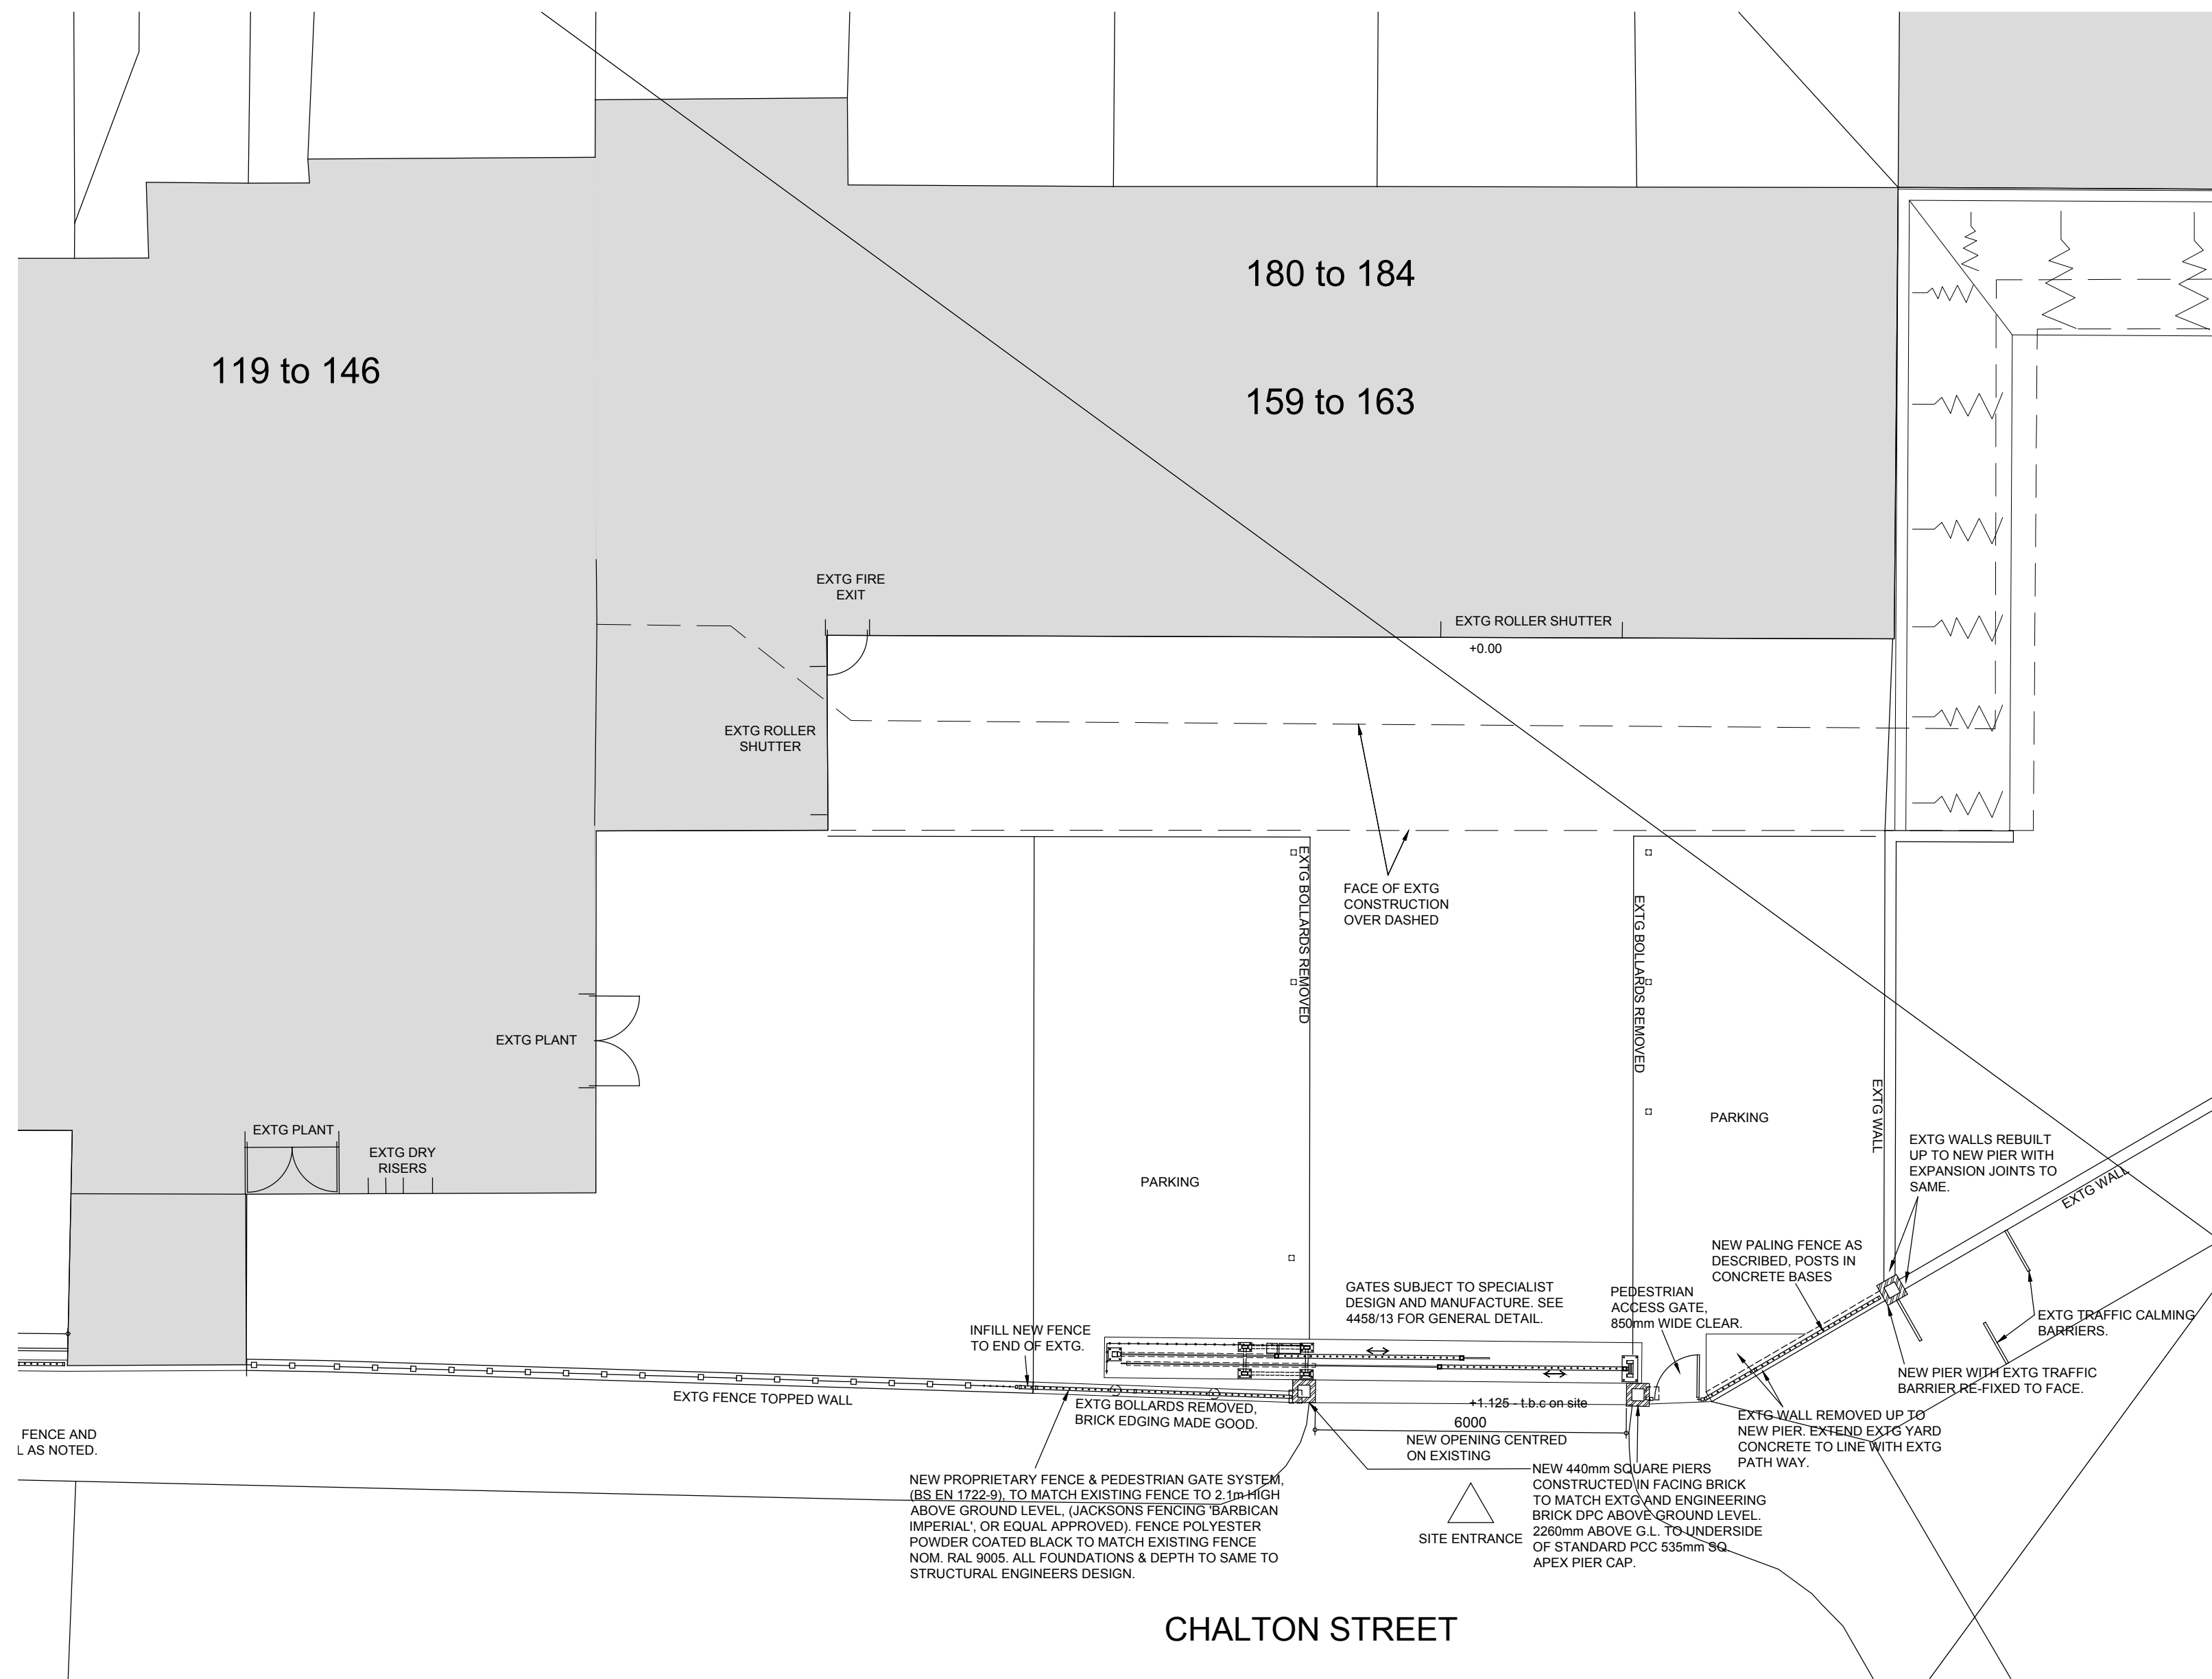 180 to 184
119 to 146
159 to 163
EXTG FIRE
EXIT
EXTG ROLLER SHUTTER
+0.00
EXTG ROLLER
SHUTTER
FACE OF EXTG
CONSTRUCTION
OVER DASHED
EXTG BOLLARDS REMOVED
EXTG BOLLARDS REMOVED
EXTG PLANT
EXTG WALL
PARKING
EXTG PLANT
EXTG DRY
RISERS
EXTG WALLS REBUILT
UP TO NEW PIER WITH
EXPANSION JOINTS TO
SAME.
EXTG WALL
PARKING
NEW PALING FENCE AS
DESCRIBED, POSTS IN
CONCRETE BASES
GATES SUBJECT TO SPECIALIST
DESIGN AND MANUFACTURE. SEE
4458/13 FOR GENERAL DETAIL.
PEDESTRIAN
ACCESS GATE,
850mm WIDE CLEAR.
EXTG TRAFFIC CALMING
BARRIERS.
INFILL NEW FENCE
TO END OF EXTG.
NEW PIER WITH EXTG TRAFFIC
BARRIER RE-FIXED TO FACE.
EXTG FENCE TOPPED WALL
EXTG BOLLARDS REMOVED,
BRICK EDGING MADE GOOD.
+1.125 - t.b.c on site
6000
NEW OPENING CENTRED
ON EXISTING
EXTG WALL REMOVED UP TO
NEW PIER. EXTEND EXTG YARD
CONCRETE TO LINE WITH EXTG
PATH WAY.
FENCE AND
L AS NOTED.
NEW PROPRIETARY FENCE & PEDESTRIAN GATE SYSTEM,
(BS EN 1722-9), TO MATCH EXISTING FENCE TO 2.1m HIGH
ABOVE GROUND LEVEL, (JACKSONS FENCING 'BARBICAN
IMPERIAL', OR EQUAL APPROVED). FENCE POLYESTER
POWDER COATED BLACK TO MATCH EXISTING FENCE
NOM. RAL 9005. ALL FOUNDATIONS & DEPTH TO SAME TO
STRUCTURAL ENGINEERS DESIGN.
SITE ENTRANCE
NEW 440mm SQUARE PIERS
CONSTRUCTED IN FACING BRICK
TO MATCH EXTG AND ENGINEERING
BRICK DPC ABOVE GROUND LEVEL.
2260mm ABOVE G.L. TO UNDERSIDE
OF STANDARD PCC 535mm SQ.
APEX PIER CAP.
CHALTON STREET